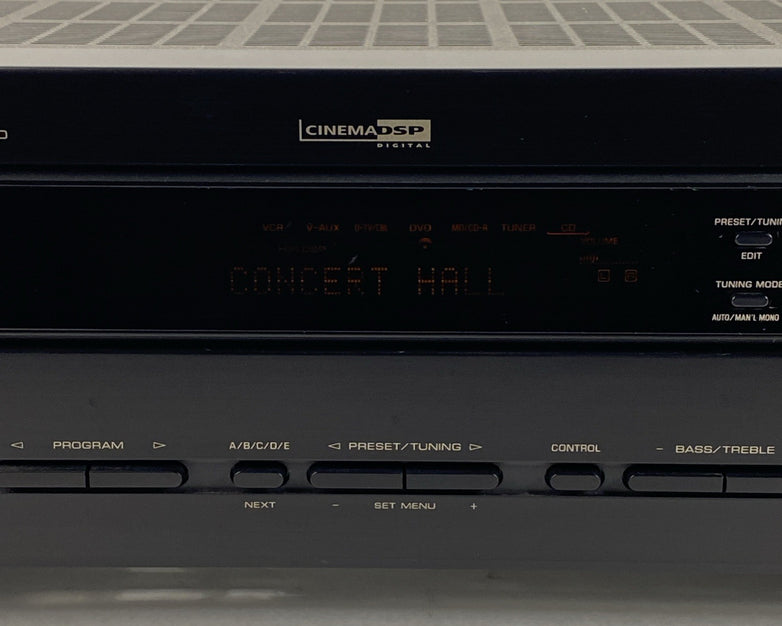 CINEMA DSP
DIGITAL
VCR V-AUX D-TV/CBL DVD MD/CD-R TUNER CD
VOLUME
CONCERT HALL
L R
PRESET/TUNIN
EDIT
TUNING MODE
AUTO/MAN'L MONO
PROGRAM
A/B/C/D/E
PRESET/TUNING
CONTROL
− BASS/TREBLE
NEXT
− SET MENU +